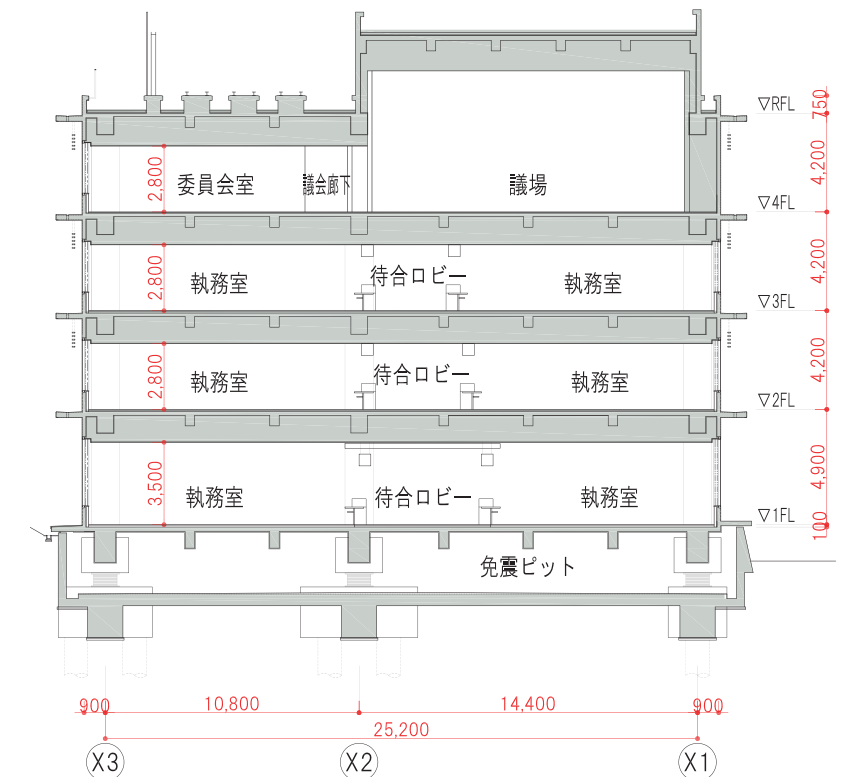 ▽RFL
750
4,200
2,800
委員会室
議会廊下
議場
▽4FL
4,200
2,800
執務室
待合ロビー
執務室
▽3FL
4,200
2,800
執務室
待合ロビー
執務室
▽2FL
4,900
3,500
執務室
待合ロビー
執務室
▽1FL
100
免震ピット
900
10,800
14,400
900
25,200
X3
X2
X1